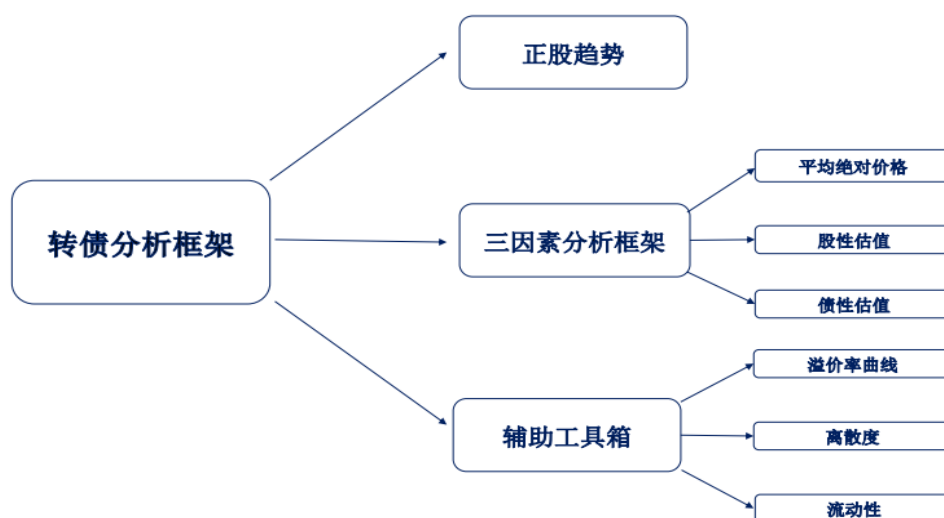 正股趋势
转债分析框架
三因素分析框架
平均绝对价格
股性估值
债性估值
辅助工具箱
溢价率曲线
离散度
流动性